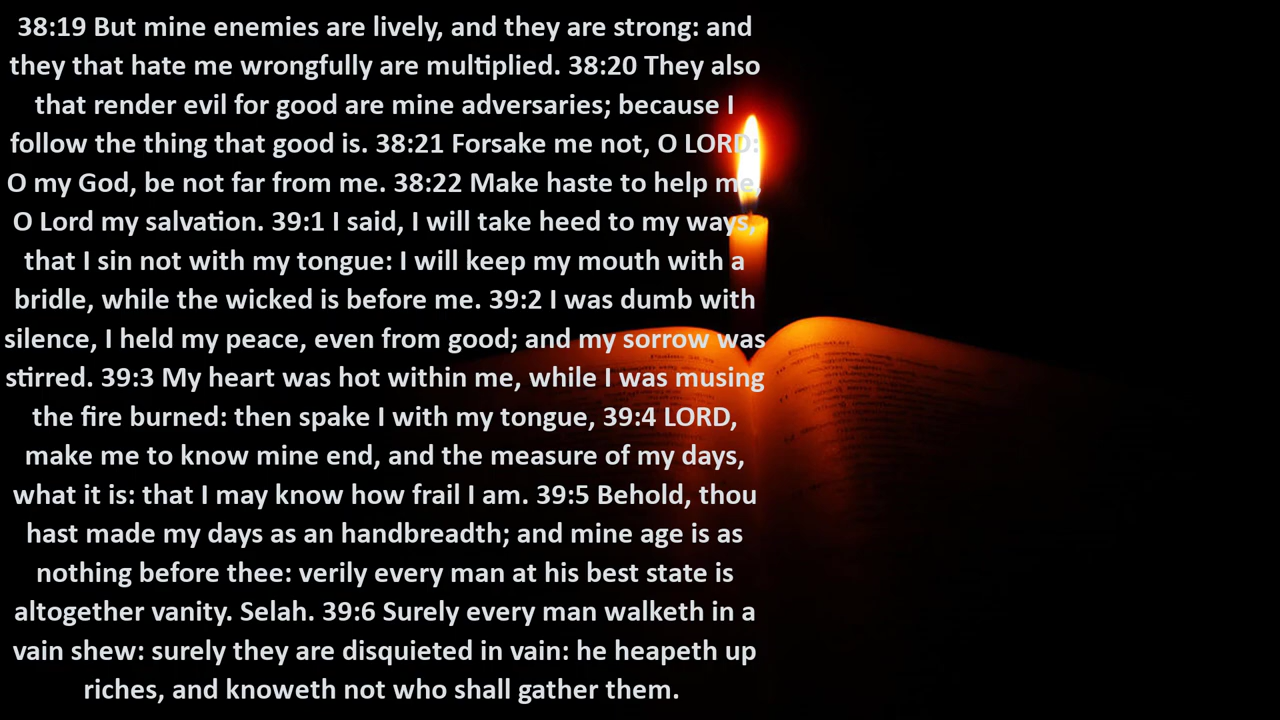 38:19 But mine enemies are lively, and they are strong: and
they that hate me wrongfully are multiplied. 38:20 They also
that render evil for good are mine adversaries; because I
follow the thing that good is. 38:21 Forsake me not, O LORD:
O my God, be not far from me. 38:22 Make haste to help me,
O Lord my salvation. 39:1 I said, I will take heed to my ways,
that I sin not with my tongue: I will keep my mouth with a
bridle, while the wicked is before me. 39:2 I was dumb with
silence, I held my peace, even from good; and my sorrow was
stirred. 39:3 My heart was hot within me, while I was musing
the fire burned: then spake I with my tongue, 39:4 LORD,
make me to know mine end, and the measure of my days,
what it is: that I may know how frail I am. 39:5 Behold, thou
hast made my days as an handbreadth; and mine age is as
nothing before thee: verily every man at his best state is
altogether vanity. Selah. 39:6 Surely every man walketh in a
vain shew: surely they are disquieted in vain: he heapeth up
riches, and knoweth not who shall gather them.